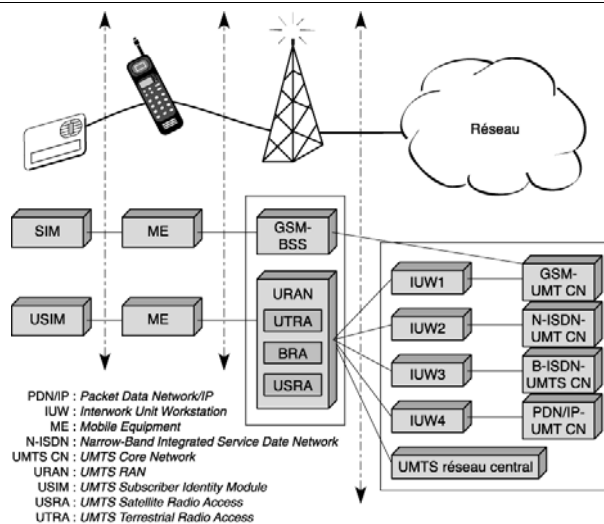 Réseau
SIM
ME
GSM-
BSS
USIM
ME
URAN
UTRA
BRA
USRA
IUW1
GSM-
UMT CN
IUW2
N-ISDN-
UMT CN
IUW3
B-ISDN-
UMTS CN
IUW4
PDN/IP-
UMT CN
UMTS réseau central
PDN/IP : Packet Data Network/IP
IUW : Interwork Unit Workstation
ME : Mobile Equipment
N-ISDN : Narrow-Band Integrated Service Date Network
UMTS CN : UMTS Core Network
URAN : UMTS RAN
USIM : UMTS Subscriber Identity Module
USRA : UMTS Satellite Radio Access
UTRA : UMTS Terrestrial Radio Access